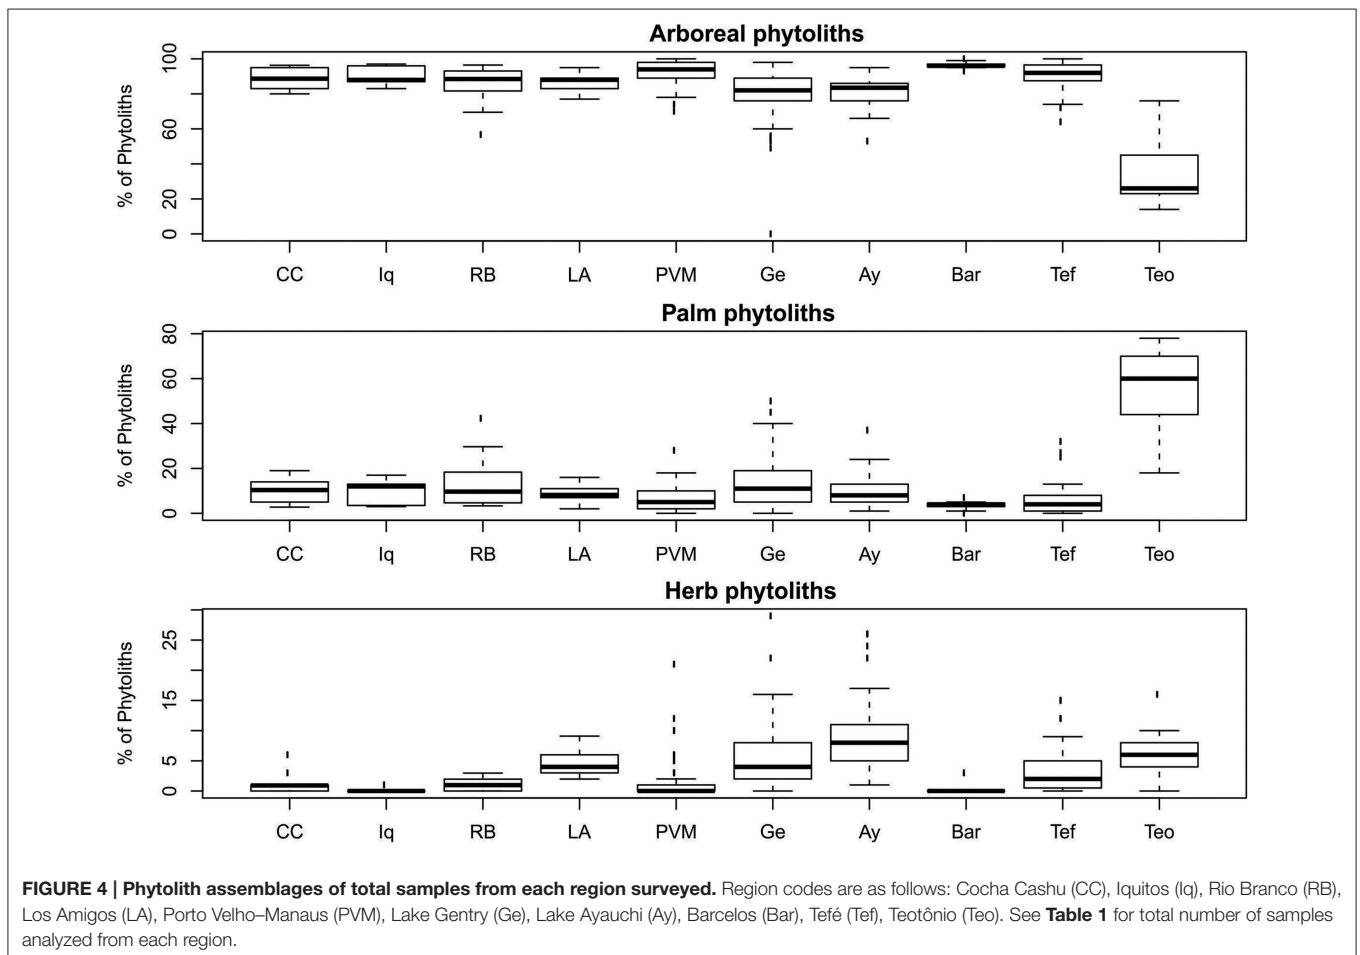 Arboreal phytoliths
% of Phytoliths
100
60
20
0
CC Iq RB LA PVM Ge Ay Bar Tef Teo
Palm phytoliths
% of Phytoliths
80
60
40
20
0
CC Iq RB LA PVM Ge Ay Bar Tef Teo
Herb phytoliths
% of Phytoliths
25
15
5
0
CC Iq RB LA PVM Ge Ay Bar Tef Teo
FIGURE 4 | Phytolith assemblages of total samples from each region surveyed. Region codes are as follows: Cocha Cashu (CC), Iquitos (Iq), Rio Branco (RB),
Los Amigos (LA), Porto Velho–Manaus (PVM), Lake Gentry (Ge), Lake Ayauchi (Ay), Barcelos (Bar), Tefé (Tef), Teotônio (Teo). See Table 1 for total number of samples
analyzed from each region.